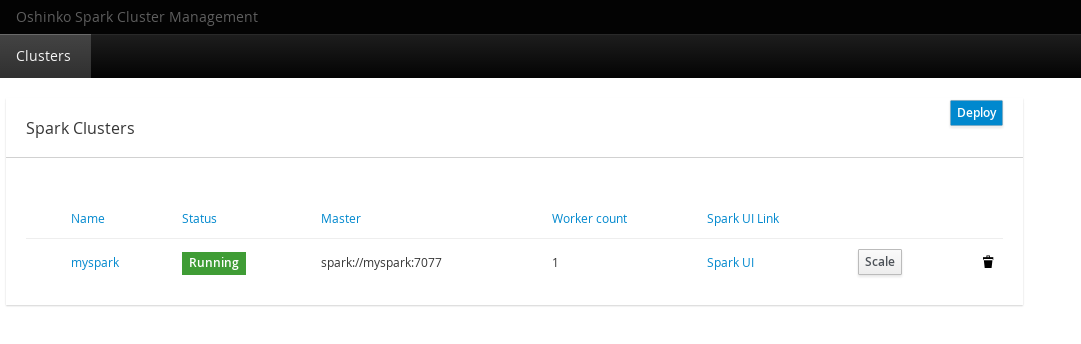 Oshinko Spark Cluster Management
Clusters
Deploy
Spark Clusters
Name Status Master Worker count Spark UI Link
myspark Running spark://myspark:7077 1 Spark UI Scale